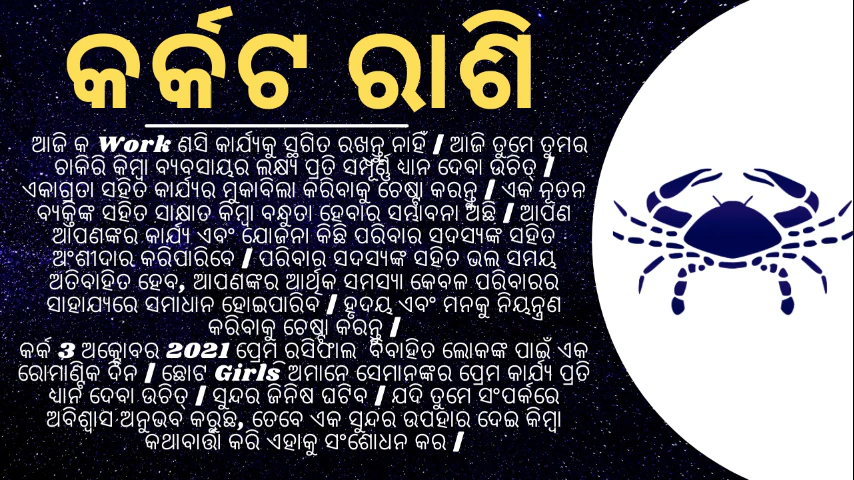 କର୍କଟ ରାଶି
ଆଜି କ Work ଣସି କାର୍ଯ୍ୟକୁ ସ୍ଥଗିତ ରଖନ୍ତୁ ନାହିଁ | ଆଜି ତୁମେ ତୁମର
ଚାକିରି କିମ୍ବା ବ୍ୟବସାୟର ଲକ୍ଷ୍ୟ ପ୍ରତି ସମ୍ପୂର୍ଣ୍ଣ ଧ୍ୟାନ ଦେବା ଉଚିତ୍ |
ଏକାଗ୍ରତା ସହିତ କାର୍ଯ୍ୟର ମୁକାବିଲା କରିବାକୁ ଚେଷ୍ଟା କରନ୍ତୁ | ଏକ ନୂତନ
ବ୍ୟକ୍ତିଙ୍କ ସହିତ ସାକ୍ଷାତ କିମ୍ବା ବନ୍ଧୁତା ହେବାର ସମ୍ଭାବନା ଅଛି | ଆପଣ
ଆପଣଙ୍କର କାର୍ଯ୍ୟ ଏବଂ ଯୋଜନା କିଛି ପରିବାର ସଦସ୍ୟଙ୍କ ସହିତ
ଅଂଶୀଦାର କରିପାରିବେ | ପରିବାର ସଦସ୍ୟଙ୍କ ସହିତ ଭଲ ସମୟ
ଅତିବାହିତ ହେବ, ଆପଣଙ୍କର ଆର୍ଥିକ ସମସ୍ୟା କେବଳ ପରିବାରର
ସାହାଯ୍ୟରେ ସମାଧାନ ହୋଇପାରିବ | ହୃଦୟ ଏବଂ ମନକୁ ନିୟନ୍ତ୍ରଣ
କରିବାକୁ ଚେଷ୍ଟା କରନ୍ତୁ |
କର୍କ 3 ଅକ୍ଟୋବର 2021 ପ୍ରେମ ରସିଫାଲ ବିବାହିତ ଲୋକଙ୍କ ପାଇଁ ଏକ
ରୋମାଣ୍ଟିକ ଦିନ | ଛୋଟ Girls ଅମାନେ ସେମାନଙ୍କର ପ୍ରେମ କାର୍ଯ୍ୟ ପ୍ରତି
ଧ୍ୟାନ ଦେବା ଉଚିତ୍ | ସୁନ୍ଦର ଜିନିଷ ଘଟିବ | ଯଦି ତୁମେ ସଂପର୍କରେ
ଅବିଶ୍ୱାସ ଅନୁଭବ କରୁଛ, ତେବେ ଏକ ସୁନ୍ଦର ଉପହାର ଦେଇ କିମ୍ବା
କଥାବାର୍ତ୍ତା କରି ଏହାକୁ ସଂଶୋଧନ କର |